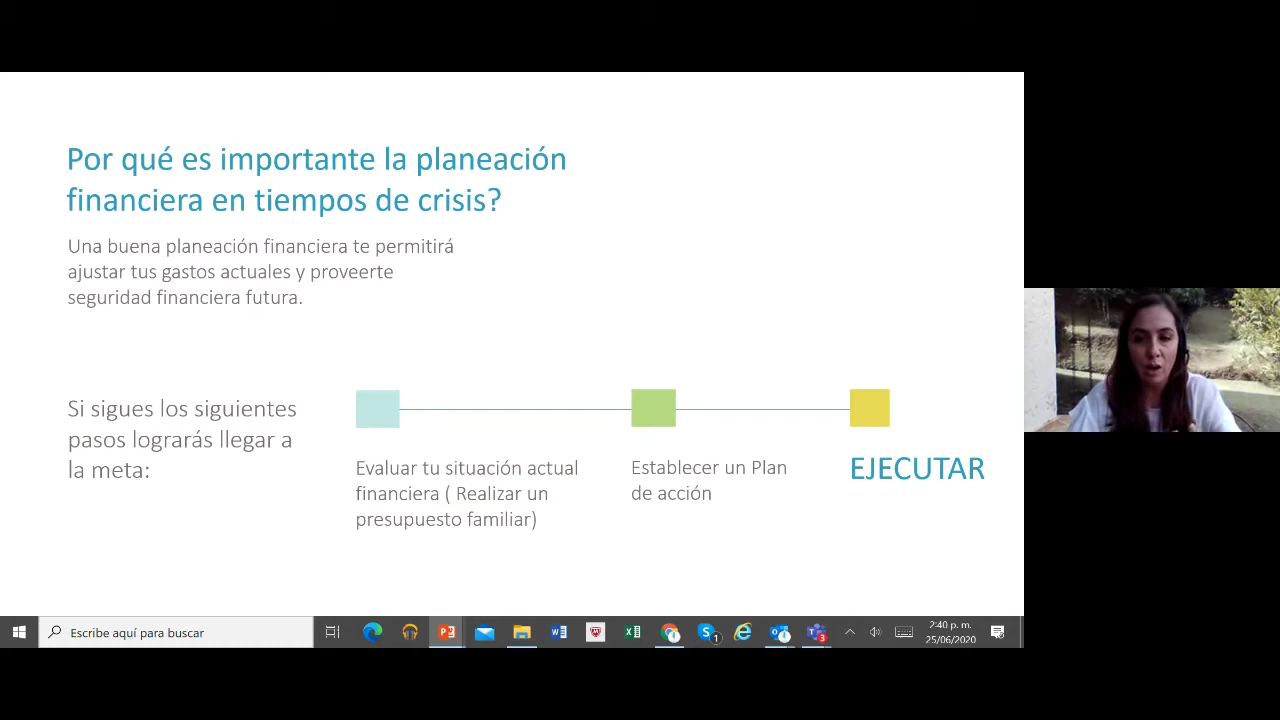 Por qué es importante la planeación
financiera en tiempos de crisis?
Una buena planeación financiera te permitirá
ajustar tus gastos actuales y proveerte
seguridad financiera futura.
Si sigues los siguientes
pasos lograrás llegar a
la meta:
Evaluar tu situación actual
financiera ( Realizar un
presupuesto familiar)
Establecer un Plan
de acción
EJECUTAR
Escribe aquí para buscar
1
3
2:40 p. m.
25/06/2020